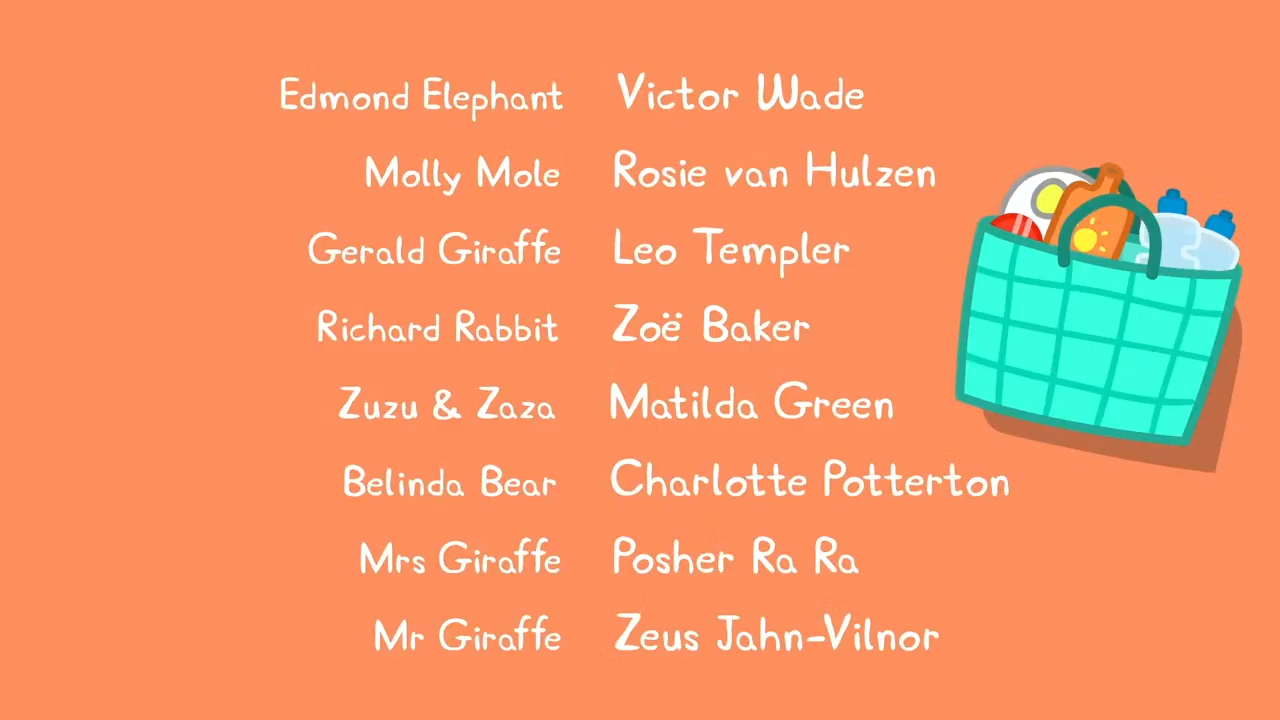 Edmond Elephant Victor Wade
Molly Mole Rosie van Hulzen
Gerald Giraffe Leo Templer
Richard Rabbit Zoë Baker
Zuzu & Zaza Matilda Green
Belinda Bear Charlotte Potterton
Mrs Giraffe Posher Ra Ra
Mr Giraffe Zeus Jahn-Vilnor